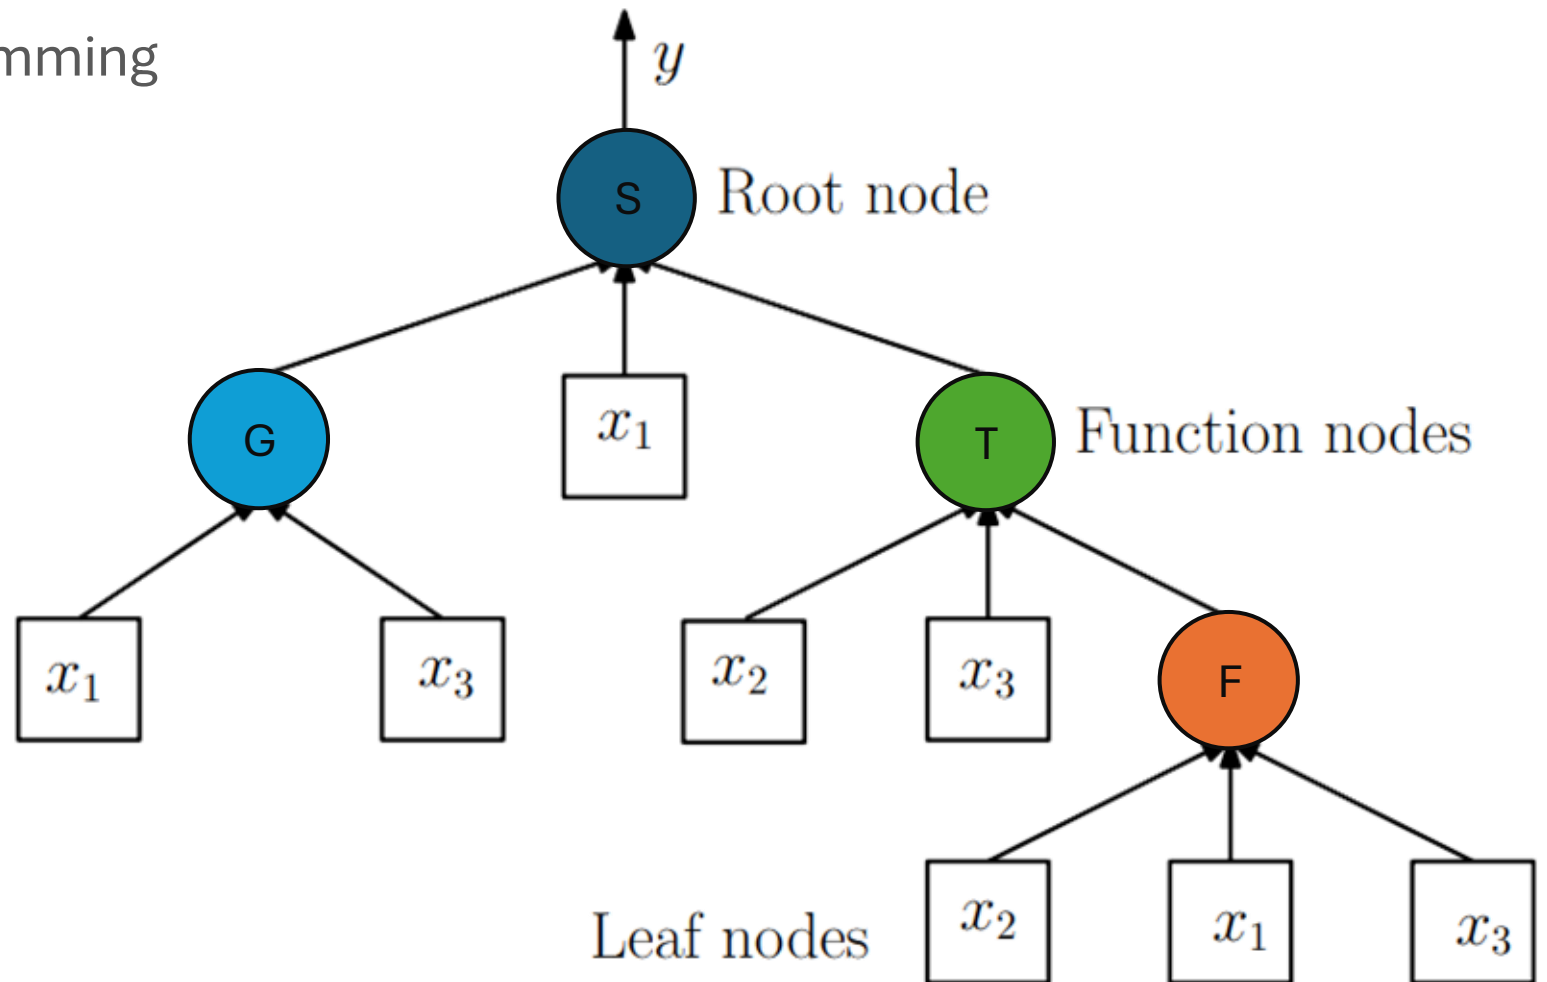 mming
y
S
Root node
G
x₁
T
Function nodes
x₁
x₃
x₂
x₃
F
Leaf nodes
x₂
x₁
x₃